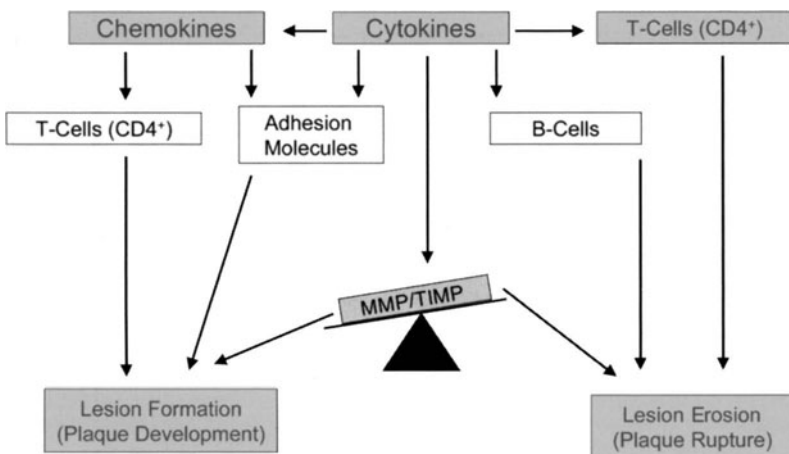 Chemokines
Cytokines
T-Cells (CD4⁺)
T-Cells (CD4⁺)
Adhesion
Molecules
B-Cells
MMP/TIMP
Lesion Formation
(Plaque Development)
Lesion Erosion
(Plaque Rupture)